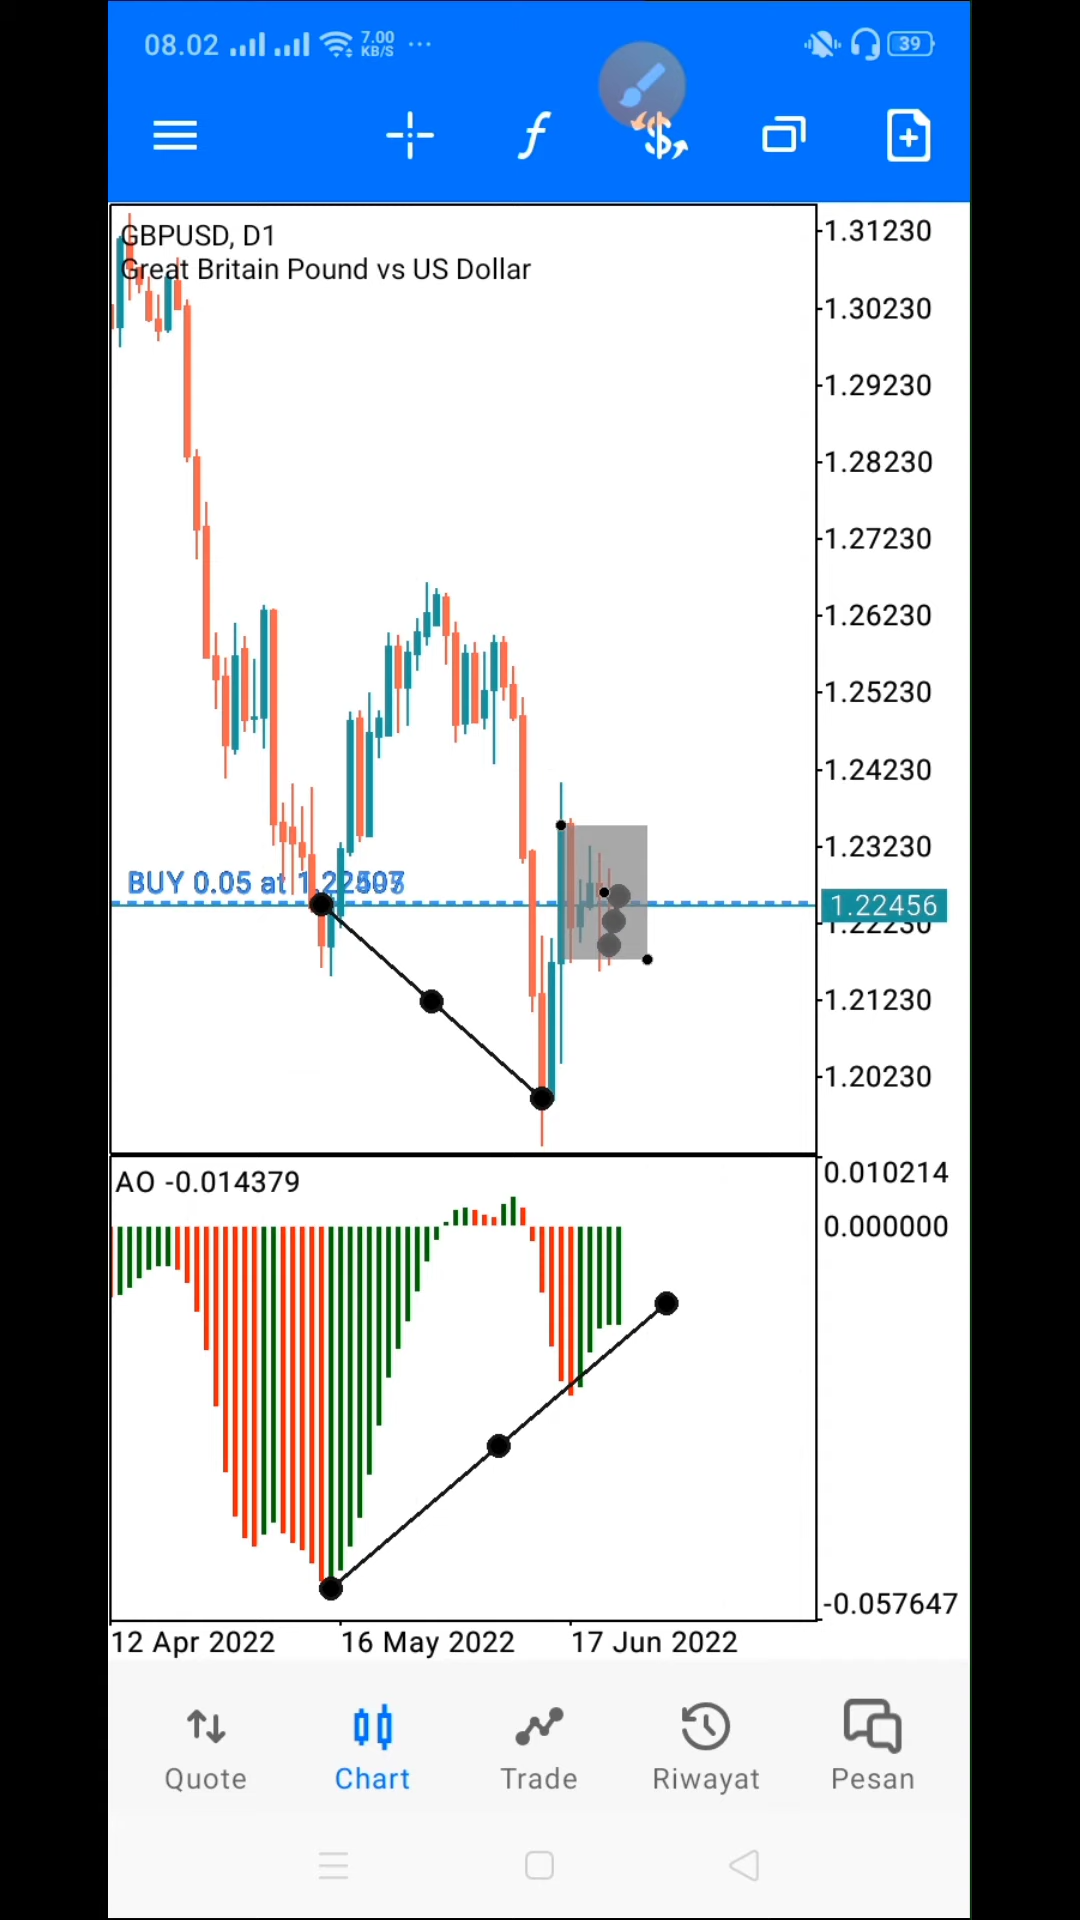 08.02
7.00
KB/S
39
GBPUSD, D1
Great Britain Pound vs US Dollar
1.31230
1.30230
1.29230
1.28230
1.27230
1.26230
1.25230
1.24230
1.23230
BUY 0.05 at
1.22456
1.22230
1.21230
1.20230
AO -0.014379
0.010214
0.000000
-0.057647
12 Apr 2022
16 May 2022
17 Jun 2022
Quote
Chart
Trade
Riwayat
Pesan